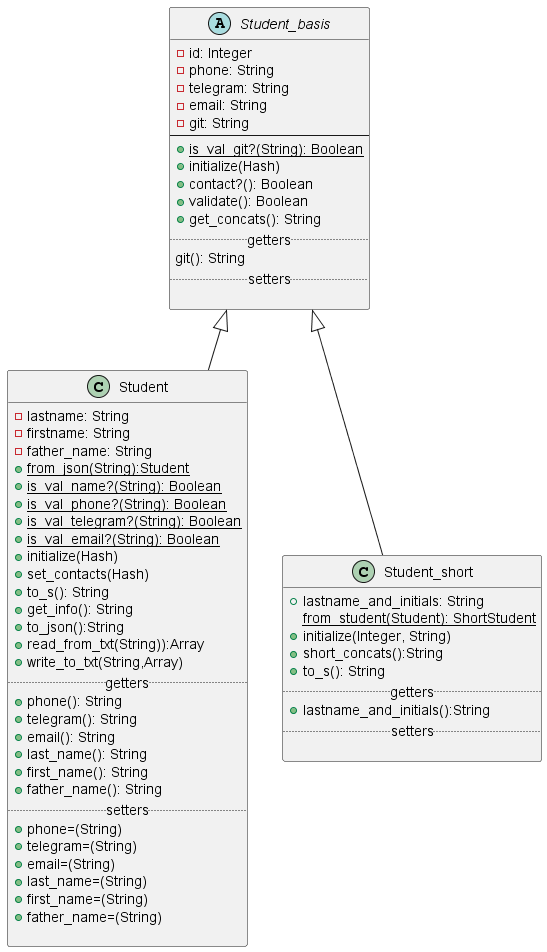 A Student_basis
id: Integer
phone: String
telegram: String
email: String
git: String
is_val_git?(String): Boolean
initialize(Hash)
contact?(): Boolean
validate(): Boolean
get_concats(): String
getters
git(): String
setters
C Student
lastname: String
firstname: String
father_name: String
from_json(String):Student
is_val_name?(String): Boolean
is_val_phone?(String): Boolean
is_val_telegram?(String): Boolean
is_val_email?(String): Boolean
initialize(Hash)
set_contacts(Hash)
to_s(): String
get_info(): String
to_json():String
read_from_txt(String)):Array
write_to_txt(String,Array)
getters
phone(): String
telegram(): String
email(): String
last_name(): String
first_name(): String
father_name(): String
setters
phone=(String)
telegram=(String)
email=(String)
last_name=(String)
first_name=(String)
father_name=(String)
C Student_short
lastname_and_initials: String
from_student(Student): ShortStudent
initialize(Integer, String)
short_concats():String
to_s(): String
getters
lastname_and_initials():String
setters